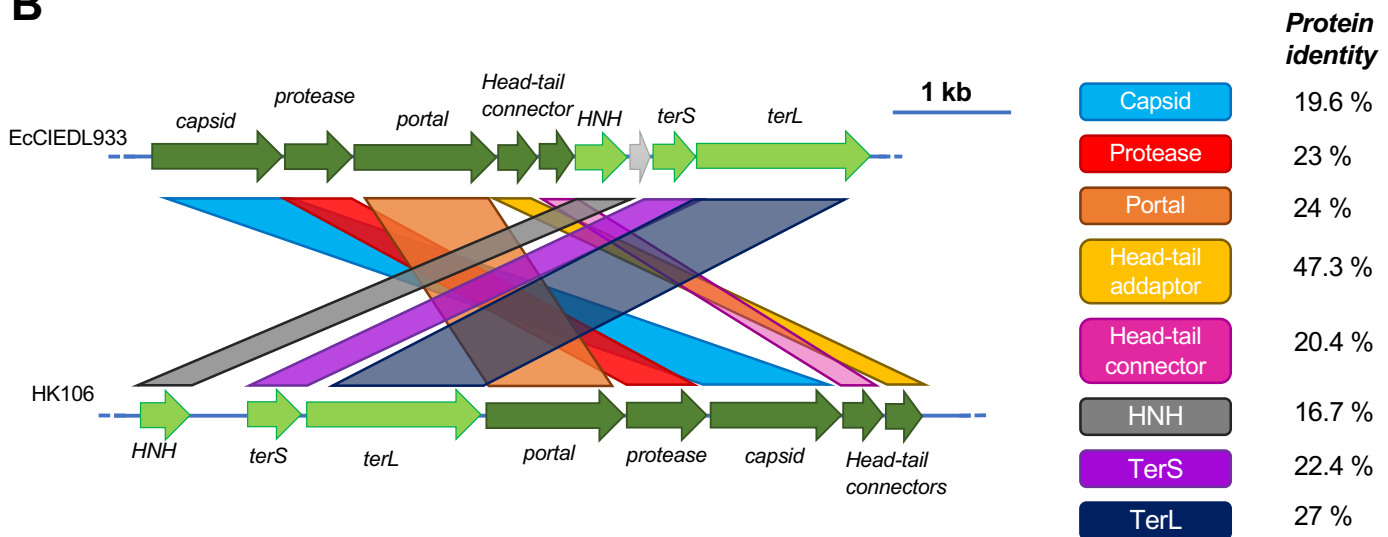 B
Protein
identity
Head-tail
connector
protease
capsid
portal
HNH
terS
terL
1 kb
EcCIEDL933
Capsid
19.6 %
Protease
23 %
Portal
24 %
Head-tail
addaptor
47.3 %
Head-tail
connector
20.4 %
HNH
16.7 %
TerS
22.4 %
TerL
27 %
HK106
HNH
terS
terL
portal
protease
capsid
Head-tail
connectors